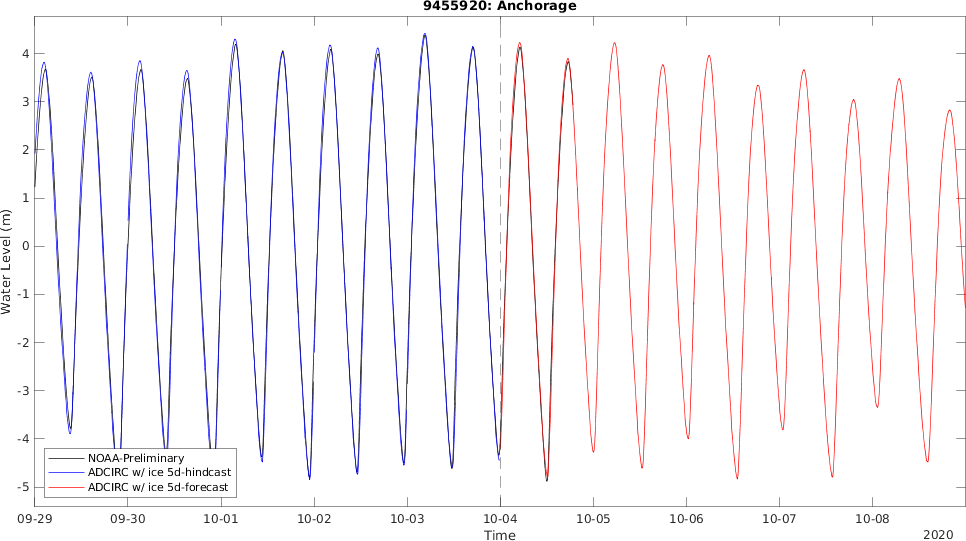 9455920: Anchorage
4
3
2
1
0
-1
-2
-3
-4
-5
Water Level (m)
NOAA-Preliminary
ADCIRC w/ ice 5d-hindcast
ADCIRC w/ ice 5d-forecast
09-29 09-30 10-01 10-02 10-03 10-04 10-05 10-06 10-07 10-08
Time
2020